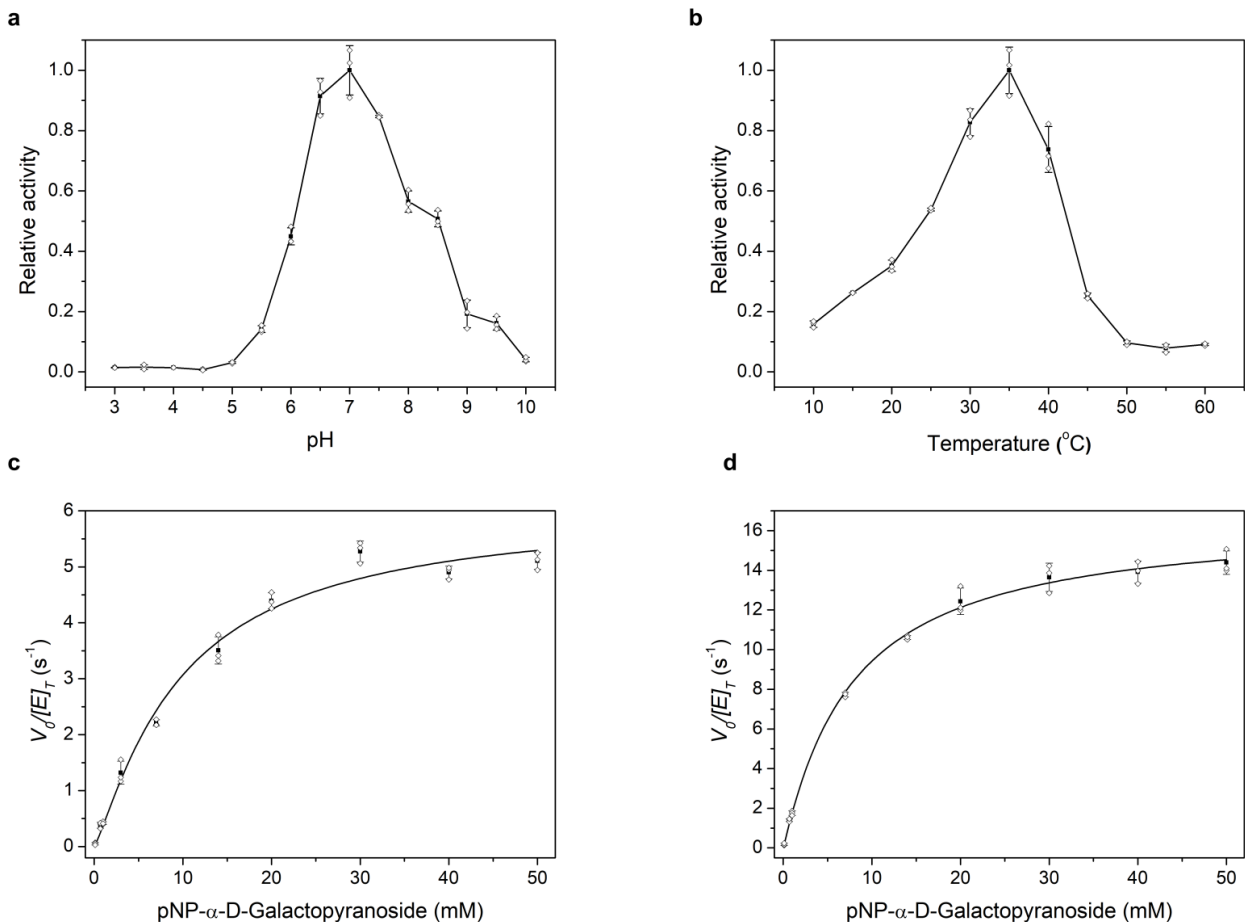 a
1.0
0.8
0.6
0.4
0.2
0.0
Relative activity
3 4 5 6 7 8 9 10
pH
b
1.0
0.8
0.6
0.4
0.2
0.0
Relative activity
10 20 30 40 50 60
Temperature (°C)
c
6
5
4
3
2
1
0
V0/[E]T (s-1)
0 10 20 30 40 50
pNP-α-D-Galactopyranoside (mM)
d
16
14
12
10
8
6
4
2
0
V0/[E]T (s-1)
0 10 20 30 40 50
pNP-α-D-Galactopyranoside (mM)